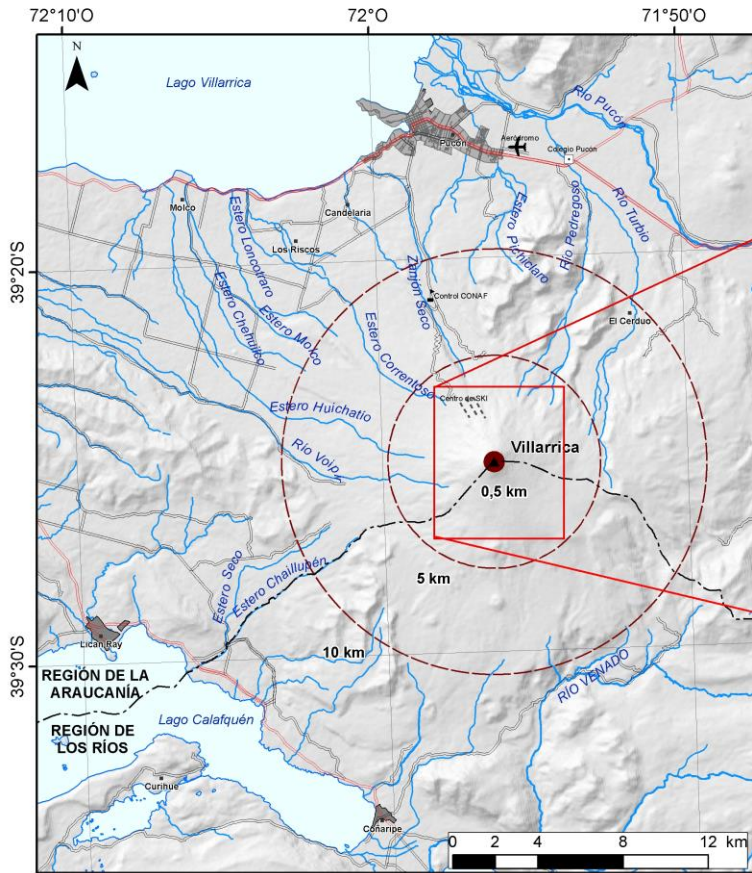 72°10'O
72°O
71°50'O
N
Lago Villarrica
Río Pucón
Aeródromo
Pucón
Colegio Pucón
Molco
Candelaria
Los Riscos
Estero Loncotraro
Estero Pichiclaro
Río Pedregoso
Río Turbio
39°20'S
Zanjón Seco
Control CONAF
El Cerduo
Estero Chehuilco
Estero Molco
Estero Correntoso
Centro de SKI
Estero Huichatio
Villarrica
Río Voipir
0,5 km
Estero Seco
Estero Chaillupén
5 km
Lican Ray
10 km
39°30'S
REGIÓN DE LA
ARAUCANÍA
RÍO VENADO
Lago Calafquén
REGIÓN DE
LOS RÍOS
Curihue
Coñaripe
0 2 4 8 12 km